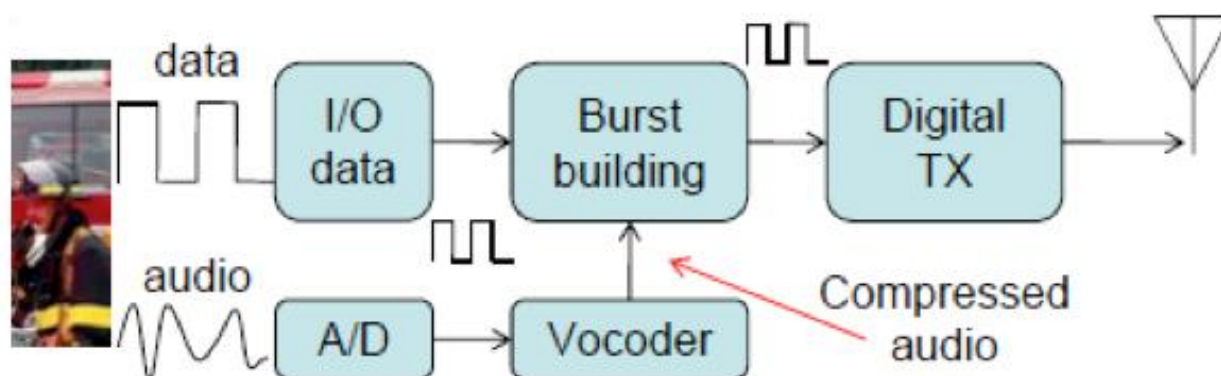 data
I/O
data
Burst
building
Digital
TX
audio
A/D
Vocoder
Compressed
audio